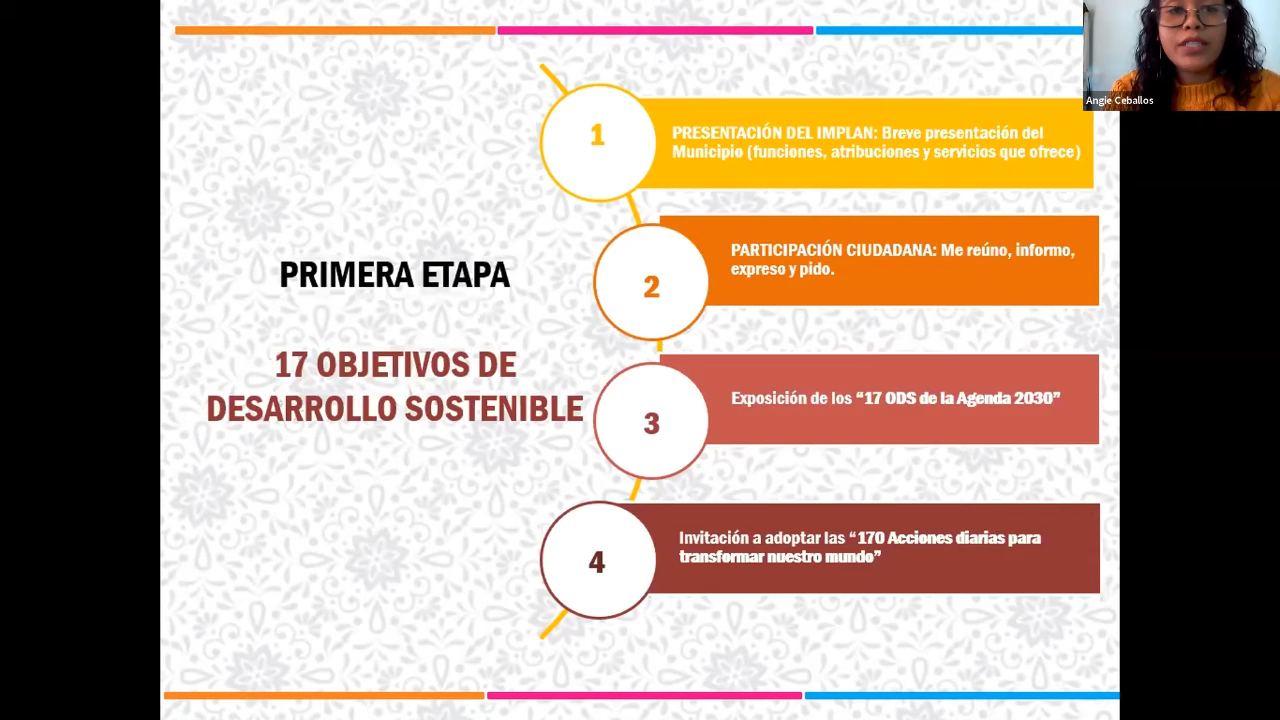 Angie Ceballos
1
PRESENTACIÓN DEL IMPLAN: Breve presentación del
Municipio (funciones, atribuciones y servicios que ofrece)
2
PARTICIPACIÓN CIUDADANA: Me reúno, informo,
expreso y pido.
PRIMERA ETAPA
17 OBJETIVOS DE
DESARROLLO SOSTENIBLE
3
Exposición de los “17 ODS de la Agenda 2030”
4
Invitación a adoptar las “170 Acciones diarias para
transformar nuestro mundo”